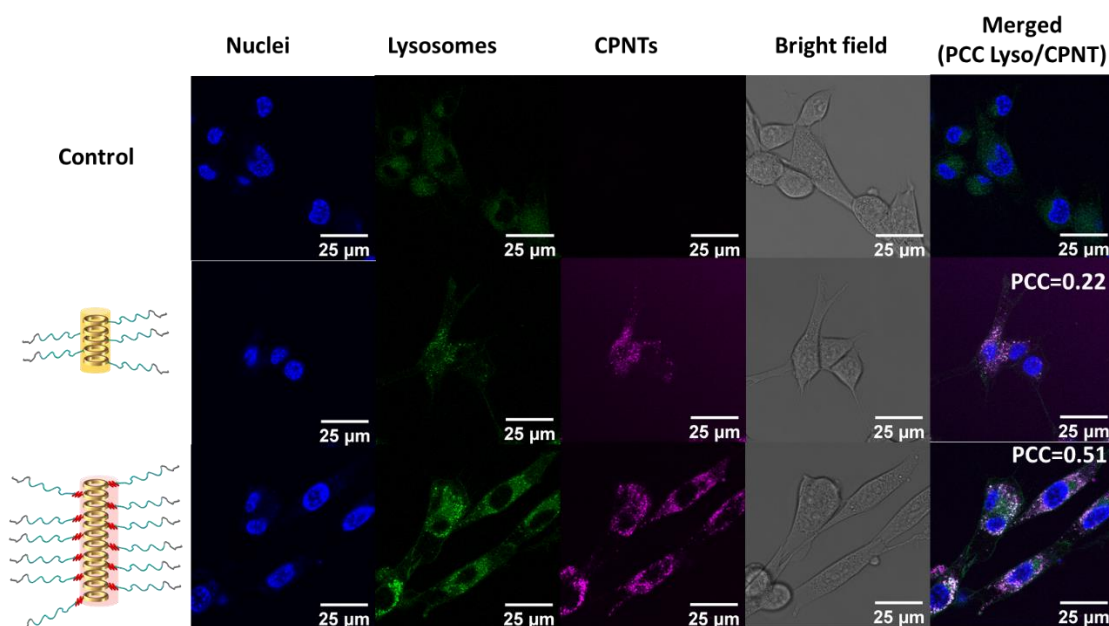 Nuclei
Lysosomes
CPNTs
Bright field
Merged
(PCC Lyso/CPNT)
Control
25 µm
25 µm
25 µm
25 µm
25 µm
PCC=0.22
25 µm
25 µm
25 µm
25 µm
25 µm
PCC=0.51
25 µm
25 µm
25 µm
25 µm
25 µm